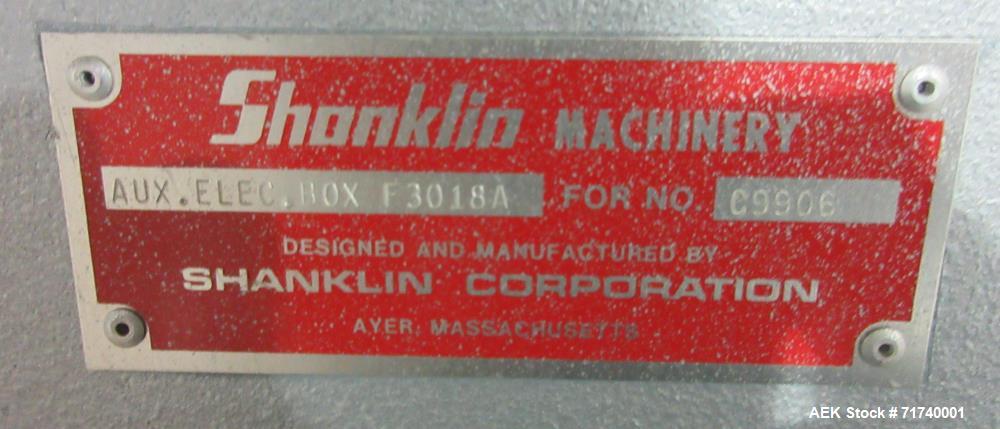 Shanklin MACHINERY
AUX.ELEC.BOX F3018A FOR NO. C9906
DESIGNED AND MANUFACTURED BY
SHANKLIN CORPORATION
AYER, MASSACHUSETTS
AEK Stock # 71740001